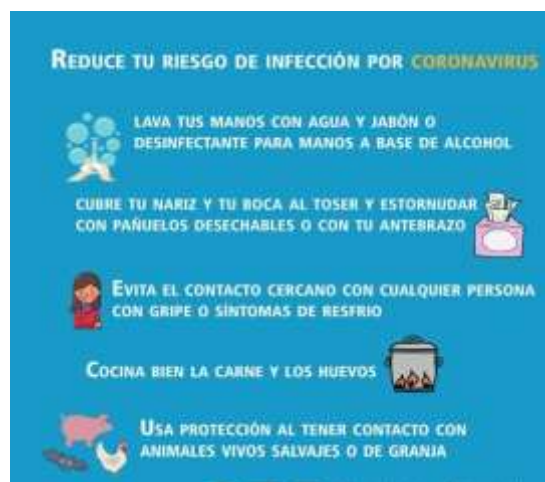 REDUCE TU RIESGO DE INFECCIÓN POR CORONAVIRUS
LAVA TUS MANOS CON AGUA Y JABÓN O
DESINFECTANTE PARA MANOS A BASE DE ALCOHOL
CUBRE TU NARIZ Y TU BOCA AL TOSER Y ESTORNUDAR
CON PAÑUELOS DESECHABLES O CON TU ANTEBRAZO
EVITA EL CONTACTO CERCANO CON CUALQUIER PERSONA
CON GRIPE O SÍNTOMAS DE RESFRIO
COCINA BIEN LA CARNE Y LOS HUEVOS
USA PROTECCIÓN AL TENER CONTACTO CON
ANIMALES VIVOS SALVAJES O DE GRANJA